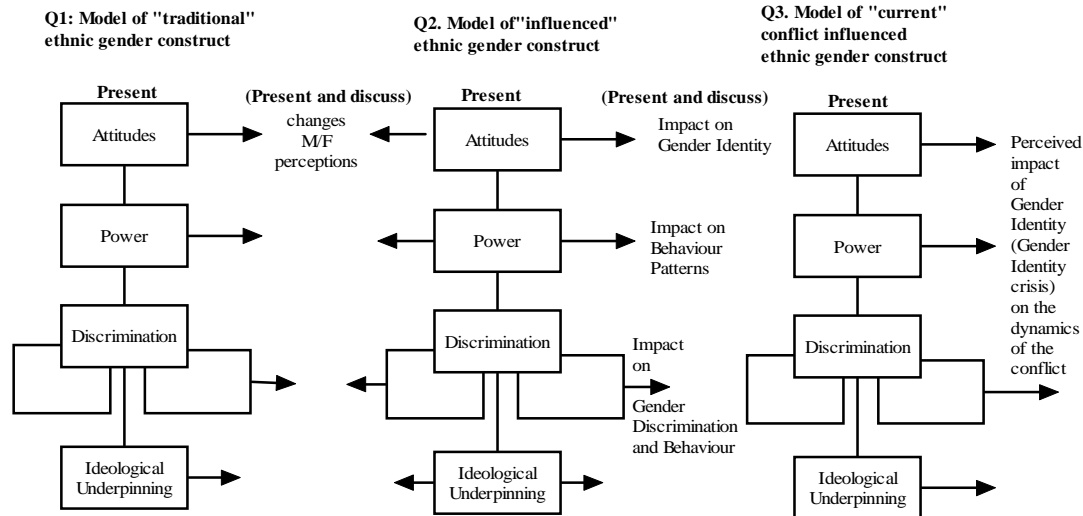 Q1: Model of "traditional"
ethnic gender construct
Present
(Present and discuss)
Attitudes
changes
M/F
perceptions
Power
Discrimination
Ideological
Underpinning
Q2. Model of"influenced"
ethnic gender construct
Present
(Present and discuss)
Attitudes
Impact on
Gender Identity
Power
Impact on
Behaviour
Patterns
Discrimination
Impact
on
Gender
Discrimination
and Behaviour
Ideological
Underpinning
Q3. Model of "current"
conflict influenced
ethnic gender construct
Present
Attitudes
Power
Discrimination
Ideological
Underpinning
Perceived
impact
of
Gender
Identity
(Gender
Identity
crisis)
on the
dynamics
of the
conflict